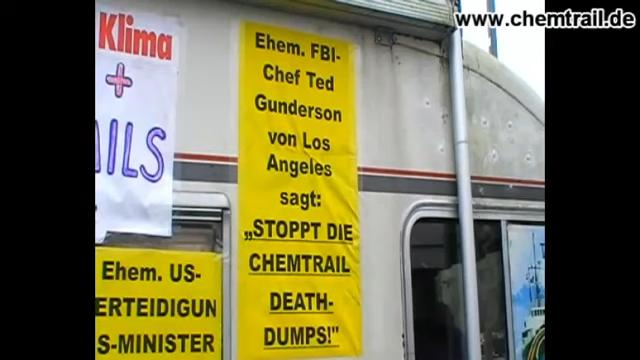 www.chemtrail.de
Klima
+
AILS
Ehem. FBI-
Chef Ted
Gunderson
von Los
Angeles
sagt:
„STOPPT DIE
CHEMTRAIL
DEATH-
DUMPS!"
Ehem. US-
ERTEIDIGUN
S-MINISTER